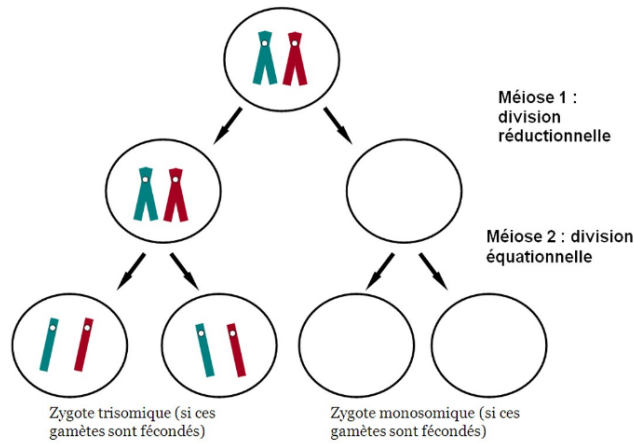 Méiose 1 :
division
réductionnelle
Méiose 2 : division
équationnelle
Zygote trisomique (si ces
gamètes sont fécondés)
Zygote monosomique (si ces
gamètes sont fécondés)